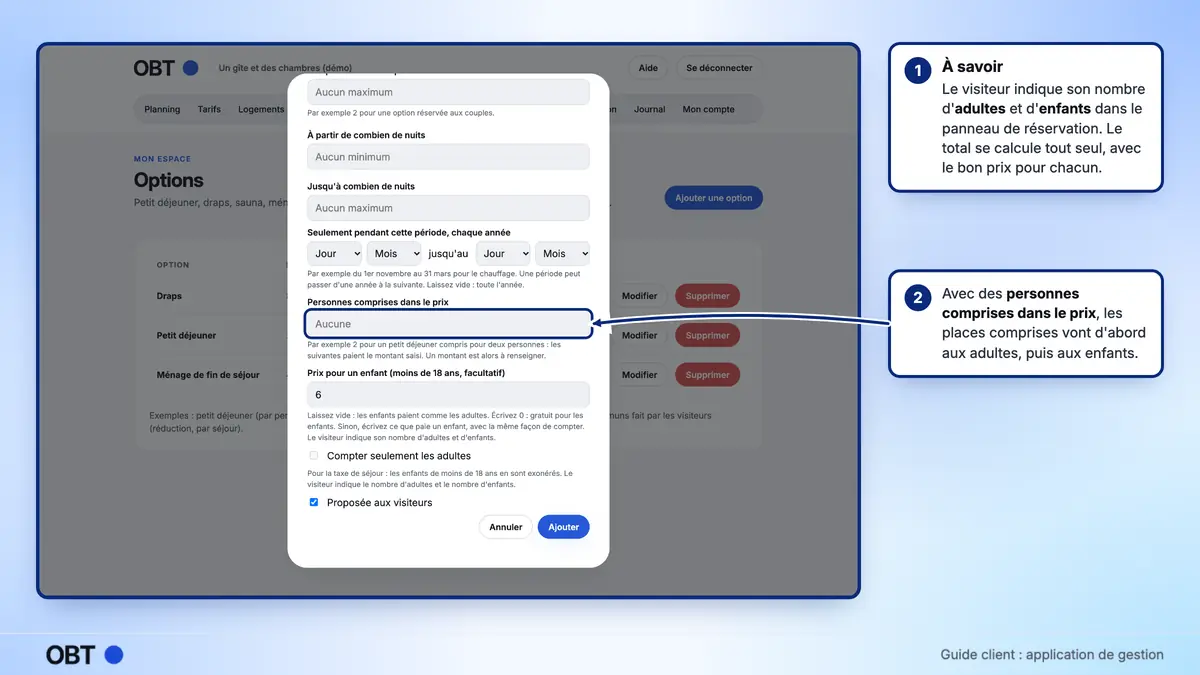 OBT
Un gîte et des chambres (démo)
Aide
Se déconnecter
Planning
Tarifs
Logements
Journal
Mon compte
MON ESPACE
Options
Petit déjeuner, draps, sauna,
Ajouter une option
OPTION
Draps
Modifier
Supprimer
Petit déjeuner
Modifier
Supprimer
Ménage de fin de séjour
Modifier
Supprimer
Exemples : petit déjeuner (par
fait par les visiteurs
(réduction, par séjour).
Aucun maximum
Par exemple 2 pour une option réservée aux couples.
À partir de combien de nuits
Aucun minimum
Jusqu'à combien de nuits
Aucun maximum
Seulement pendant cette période, chaque année
Jour Mois jusqu'au Jour Mois
Par exemple du 1er novembre au 31 mars pour le chauffage. Une période peut
passer d'une année à la suivante. Laissez vide : toute l'année.
Personnes comprises dans le prix
Aucune
Par exemple 2 pour un petit déjeuner compris pour deux personnes : les
suivantes paient le montant saisi. Un montant est alors à renseigner.
Prix pour un enfant (moins de 18 ans, facultatif)
6
Laissez vide : les enfants paient comme les adultes. Écrivez 0 : gratuit pour les
enfants. Sinon, écrivez ce que paie un enfant, avec la même façon de compter.
Le visiteur indique son nombre d'adultes et d'enfants.
Compter seulement les adultes
Pour la taxe de séjour : les enfants de moins de 18 ans en sont exonérés. Le
visiteur indique le nombre d'adultes et le nombre d'enfants.
Proposée aux visiteurs
Annuler
Ajouter
1
À savoir
Le visiteur indique son nombre
d'adultes et d'enfants dans le
panneau de réservation. Le
total se calcule tout seul, avec
le bon prix pour chacun.
2
Avec des personnes
comprises dans le prix, les
places comprises vont d'abord
aux adultes, puis aux enfants.
OBT
Guide client : application de gestion